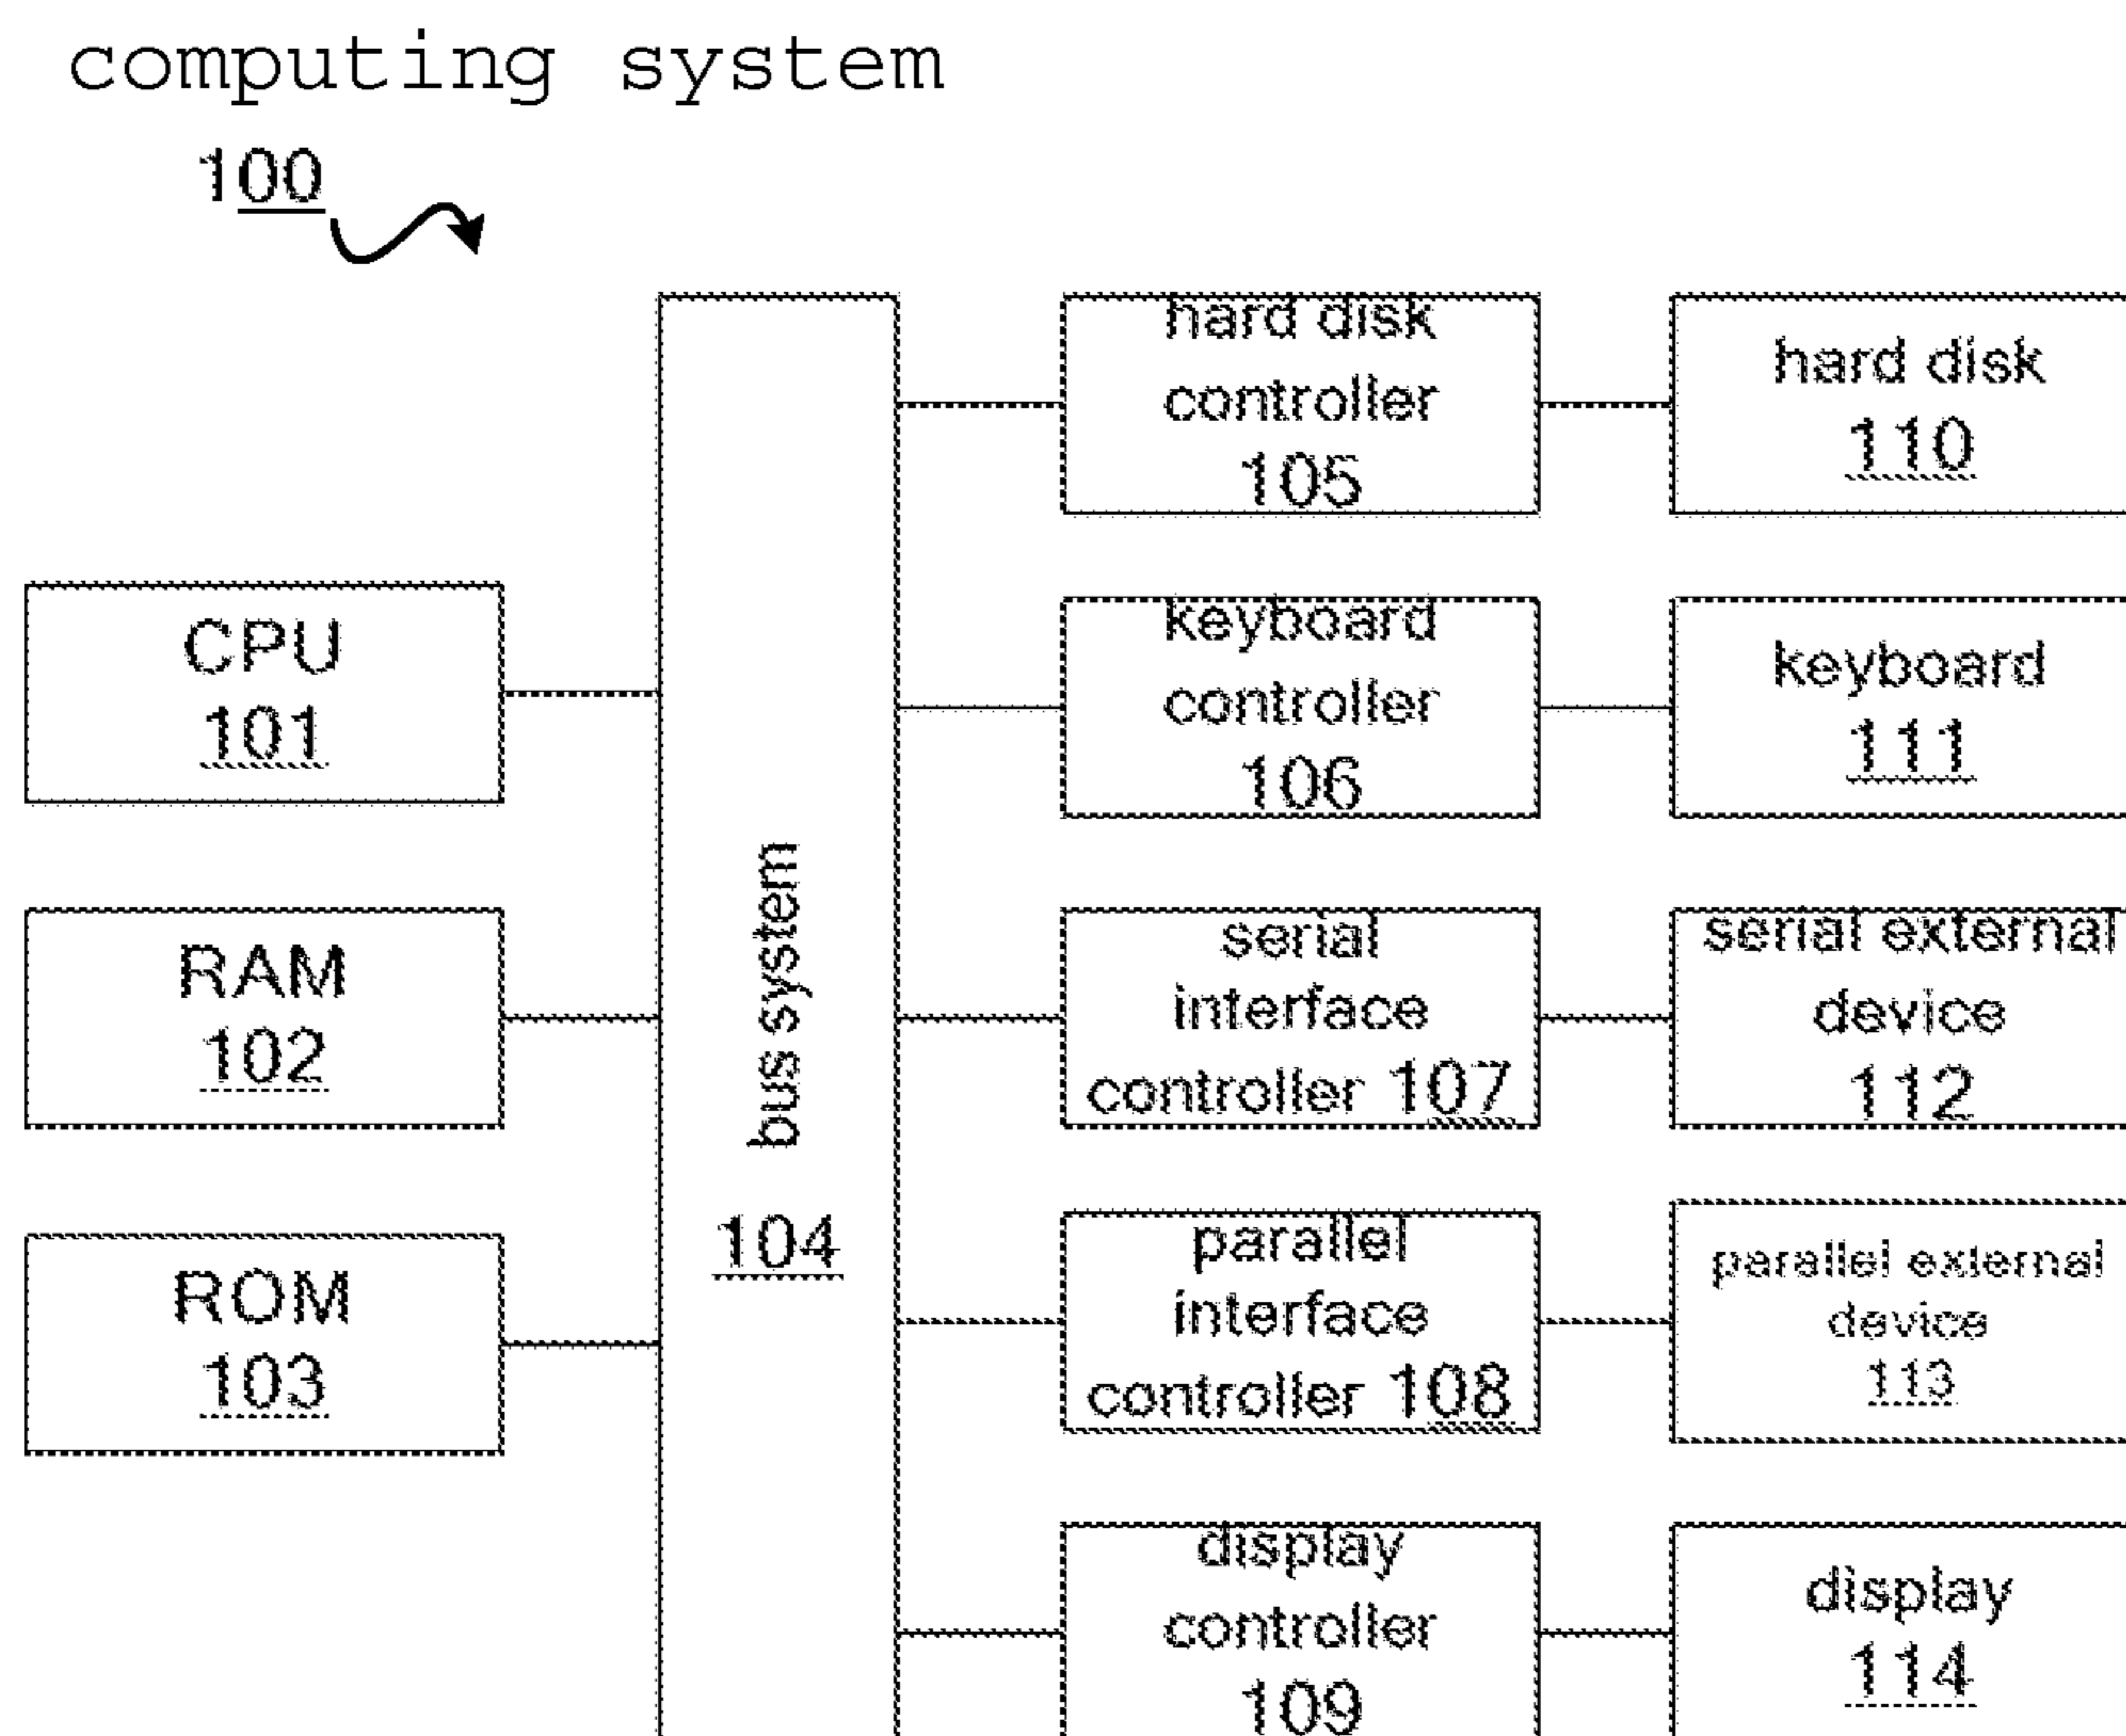 computing system
100
CPU
101
RAM
102
ROM
103
bus system
104
hard disk
controller
105
hard disk
110
keyboard
controller
106
keyboard
111
serial
interface
controller 107
serial external
device
112
parallel
interface
controller 108
parallel external
device
113
display
controller
109
display
114